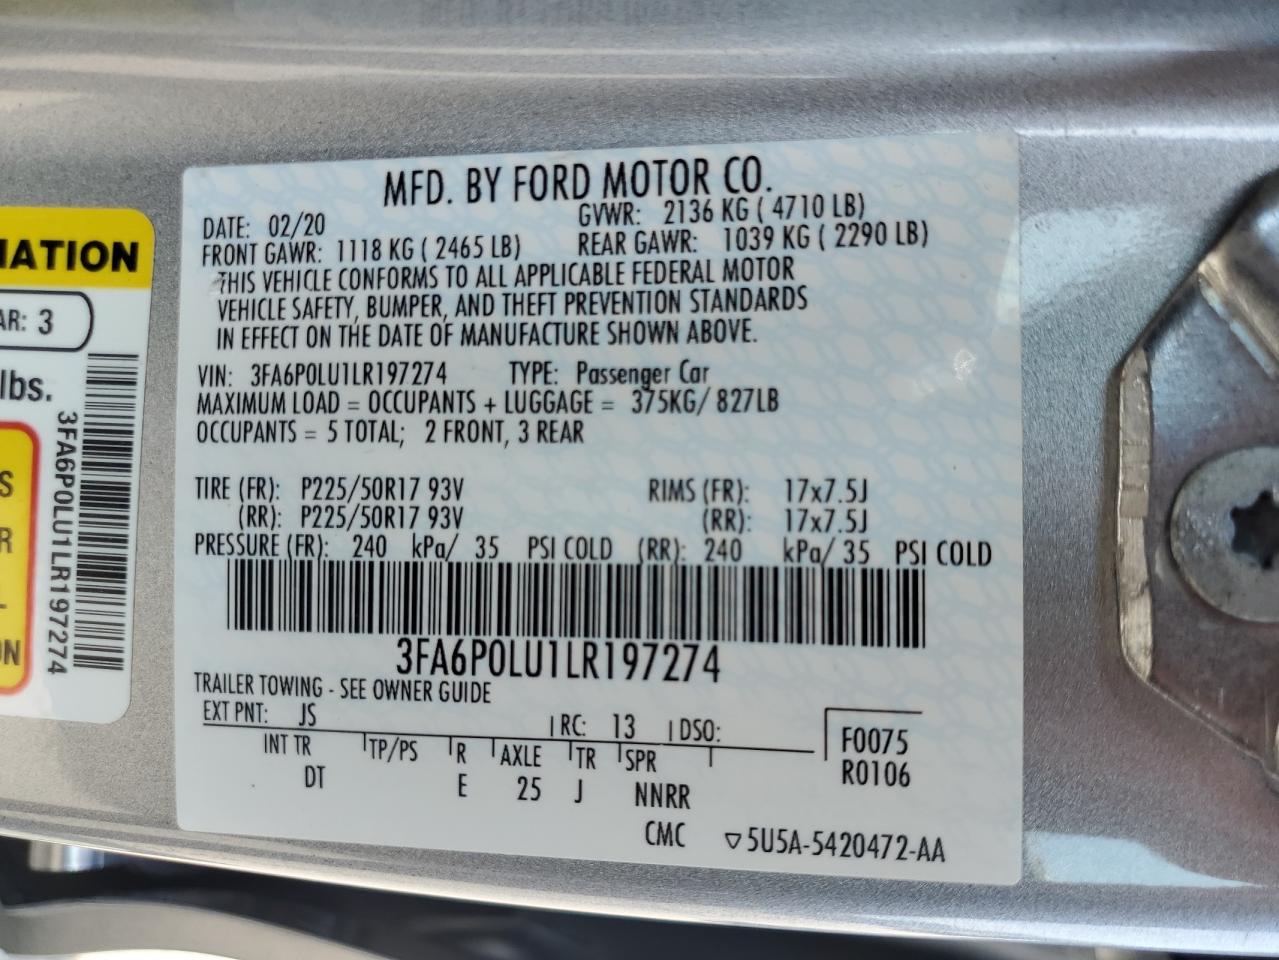 MFD. BY FORD MOTOR CO.
DATE: 02/20 GVWR: 2136 KG ( 4710 LB)
FRONT GAWR: 1118 KG ( 2465 LB) REAR GAWR: 1039 KG ( 2290 LB)
THIS VEHICLE CONFORMS TO ALL APPLICABLE FEDERAL MOTOR
VEHICLE SAFETY, BUMPER, AND THEFT PREVENTION STANDARDS
IN EFFECT ON THE DATE OF MANUFACTURE SHOWN ABOVE.
VIN: 3FA6P0LU1LR197274 TYPE: Passenger Car
MAXIMUM LOAD = OCCUPANTS + LUGGAGE = 375KG/ 827LB
OCCUPANTS = 5 TOTAL; 2 FRONT, 3 REAR
TIRE (FR): P225/50R17 93V RIMS (FR): 17x7.5J
(RR): P225/50R17 93V (RR): 17x7.5J
PRESSURE (FR): 240 kPa/ 35 PSI COLD (RR): 240 kPa/ 35 PSI COLD
3FA6P0LU1LR197274
TRAILER TOWING - SEE OWNER GUIDE
EXT PNT: JS RC: 13 DSO:
F0075
INT TR TP/PS R AXLE TR SPR
R0106
DT E 25 J NNRR
CMC ▽5U5A-5420472-AA
MATION
AR: 3
lbs.
3FA6P0LU1LR197274
S
R
L
ON